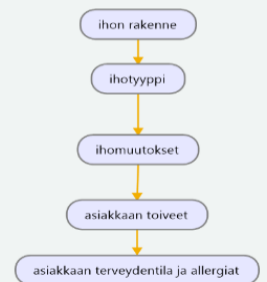 ihon rakenne
ihotyyppi
ihomuutokset
asiakkaan toiveet
asiakkaan terveydentila ja allergiat